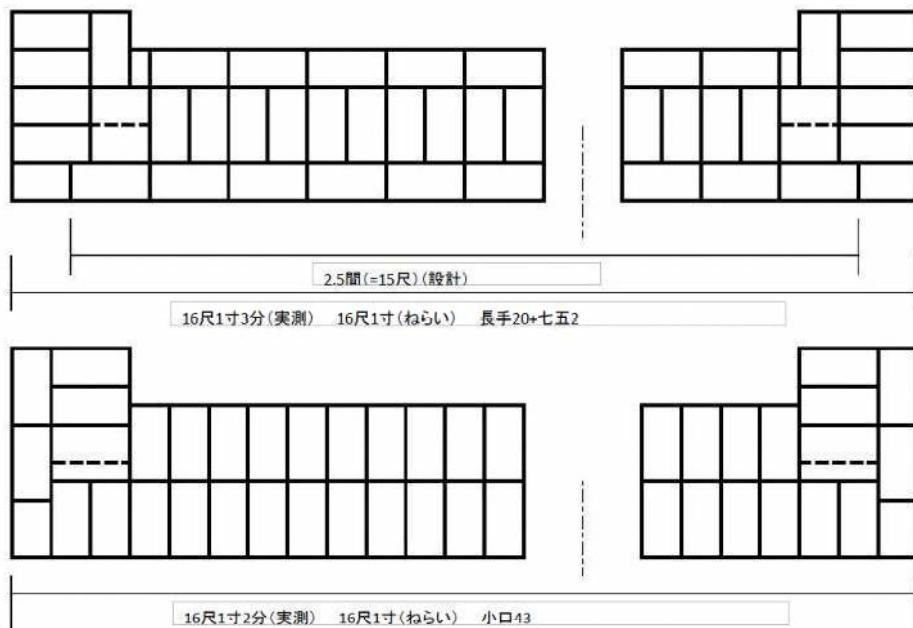 2.5間(=15尺)(設計)
16尺1寸3分(実測) 16尺1寸(ねらい) 長手20+七五2
16尺1寸2分(実測) 16尺1寸(ねらい) 小口43